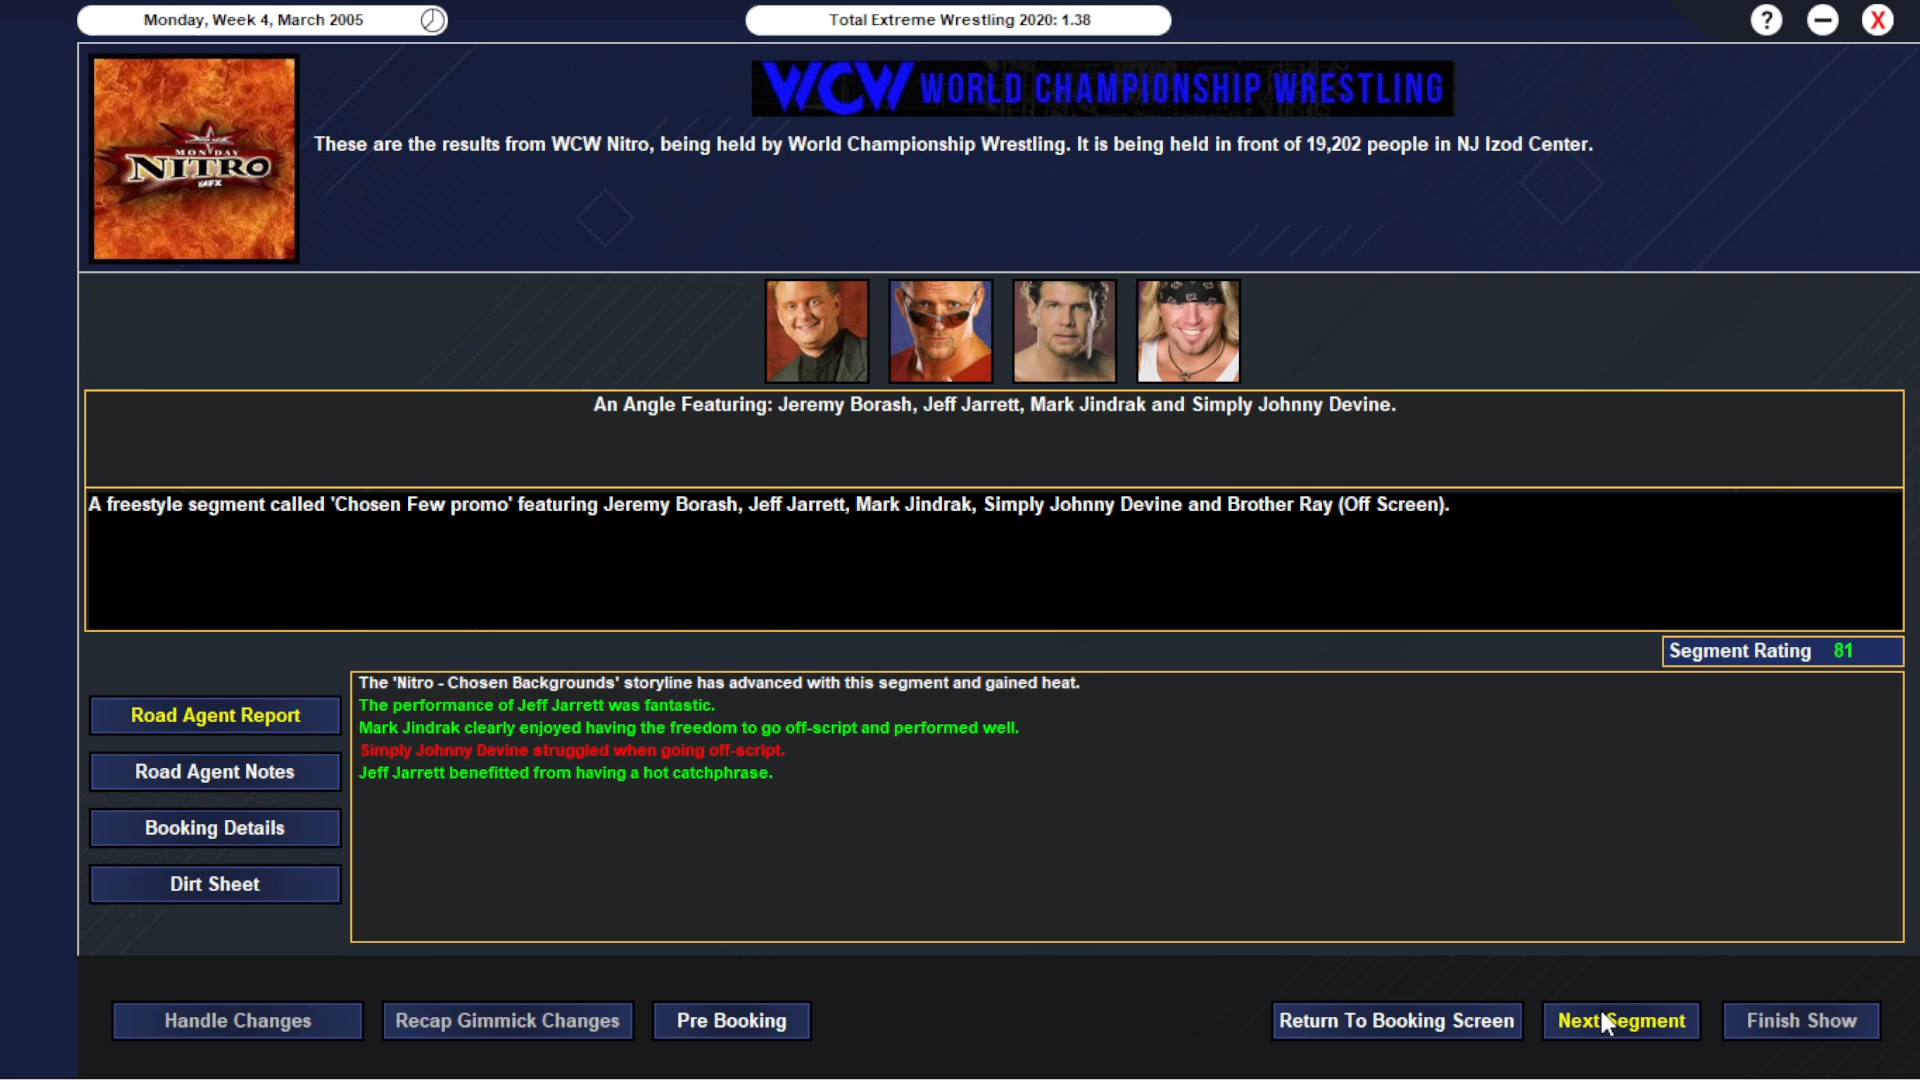 Monday, Week 4, March 2005
Total Extreme Wrestling 2020: 1.38
?
X
WCW WORLD CHAMPIONSHIP WRESTLING
MONDAY
NITRO
These are the results from WCW Nitro, being held by World Championship Wrestling. It is being held in front of 19,202 people in NJ Izod Center.
An Angle Featuring: Jeremy Borash, Jeff Jarrett, Mark Jindrak and Simply Johnny Devine.
A freestyle segment called 'Chosen Few promo' featuring Jeremy Borash, Jeff Jarrett, Mark Jindrak, Simply Johnny Devine and Brother Ray (Off Screen).
Segment Rating 81
The 'Nitro - Chosen Backgrounds' storyline has advanced with this segment and gained heat.
The performance of Jeff Jarrett was fantastic.
Mark Jindrak clearly enjoyed having the freedom to go off-script and performed well.
Simply Johnny Devine struggled when going off-script.
Jeff Jarrett benefitted from having a hot catchphrase.
Road Agent Report
Road Agent Notes
Booking Details
Dirt Sheet
Handle Changes
Recap Gimmick Changes
Pre Booking
Return To Booking Screen
Next Segment
Finish Show